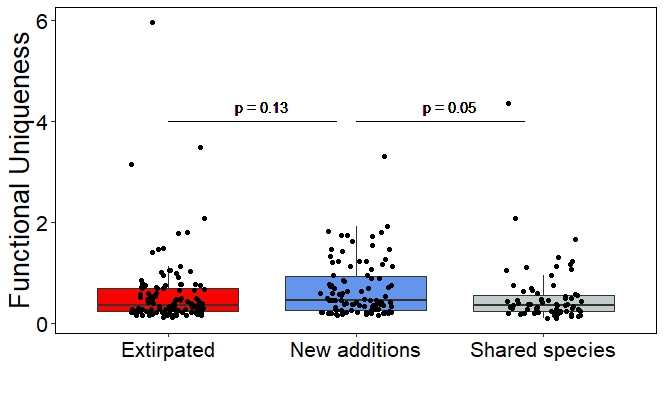 Functional Uniqueness
6
4
2
0
p = 0.13
p = 0.05
Extirpated
New additions
Shared species